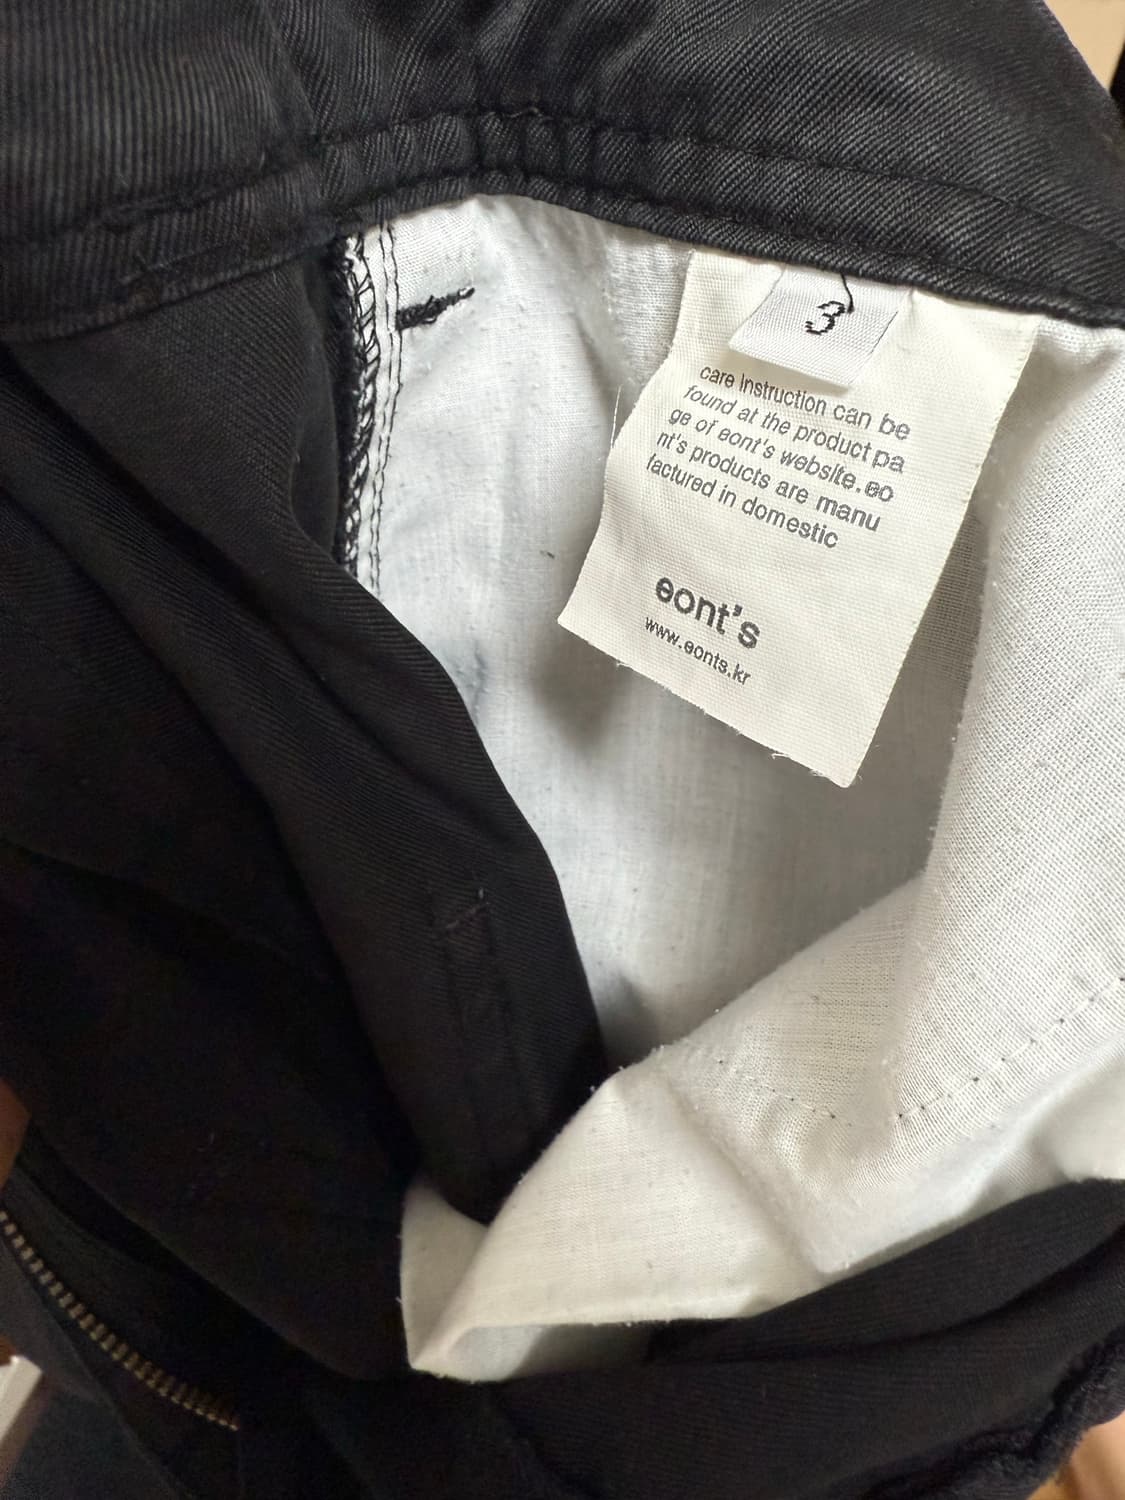 3
care instruction can be
found at the product pa
ge of eont's website.eo
nt's products are manu
factured in domestic
eont's
www.eonts.kr